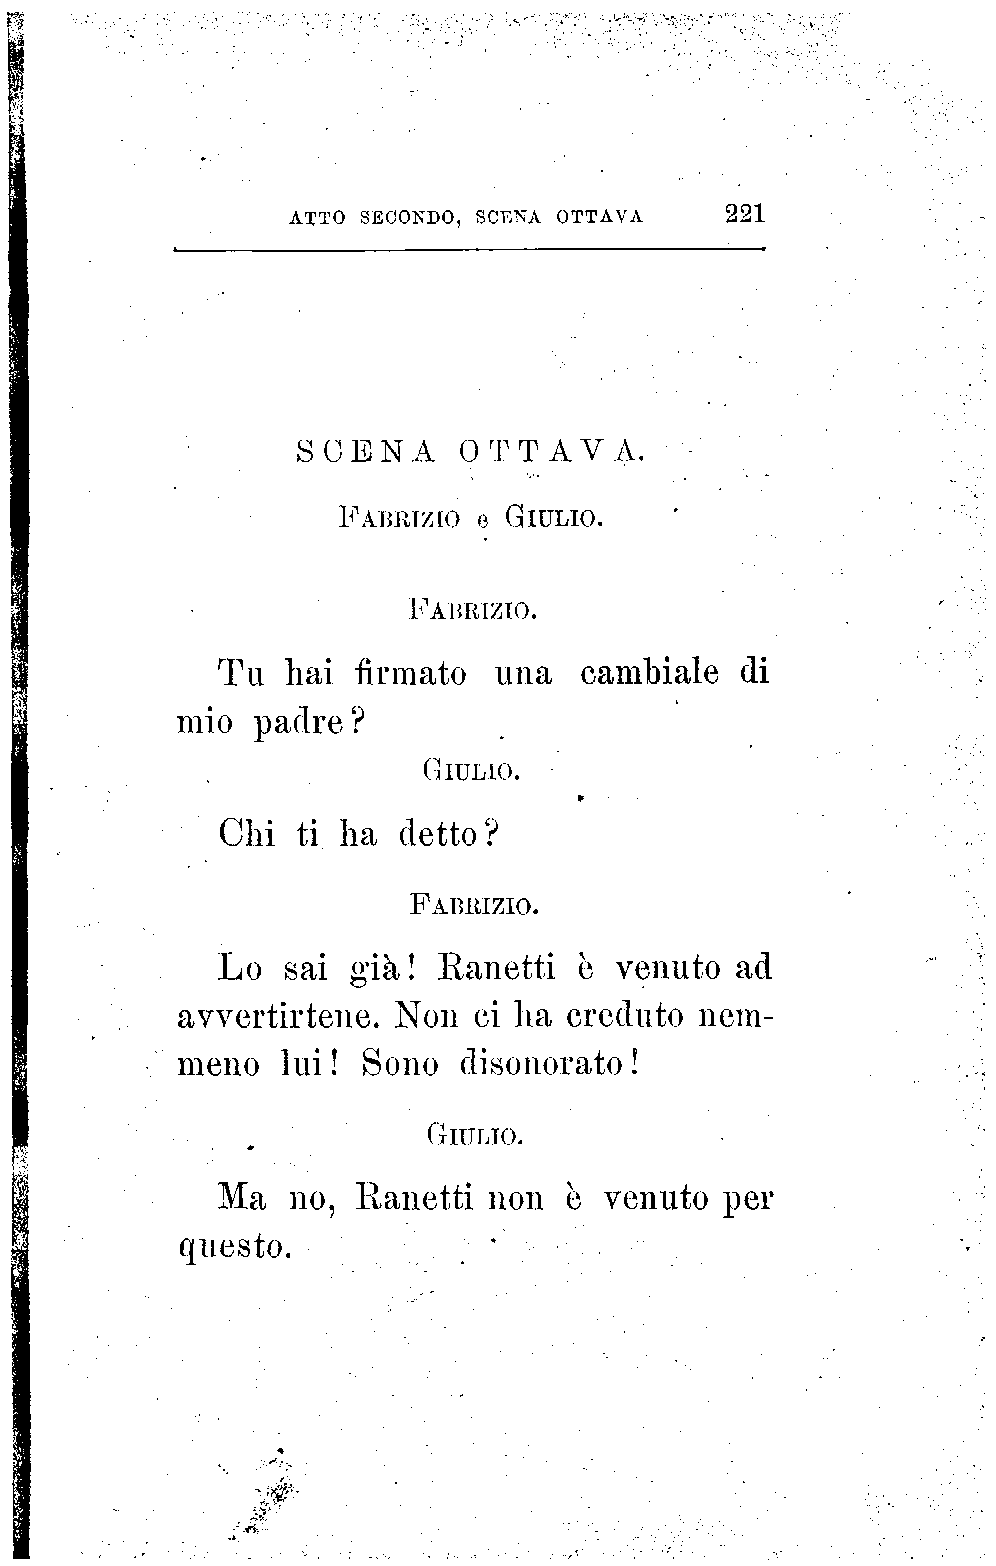 ATTO SECONDO, SCENA OTTAVA 221
SCENA OTTAVA.
FABRIZIO e GIULIO.
FABRIZIO.
Tu hai firmato una cambiale di
mio padre?
GIULIO.
Chi ti ha detto?
FABRIZIO.
Lo sai già! Ranetti è venuto ad
avvertirtene. Non ci ha creduto nem-
meno lui! Sono disonorato!
GIULIO.
Ma no, Ranetti non è venuto per
questo.